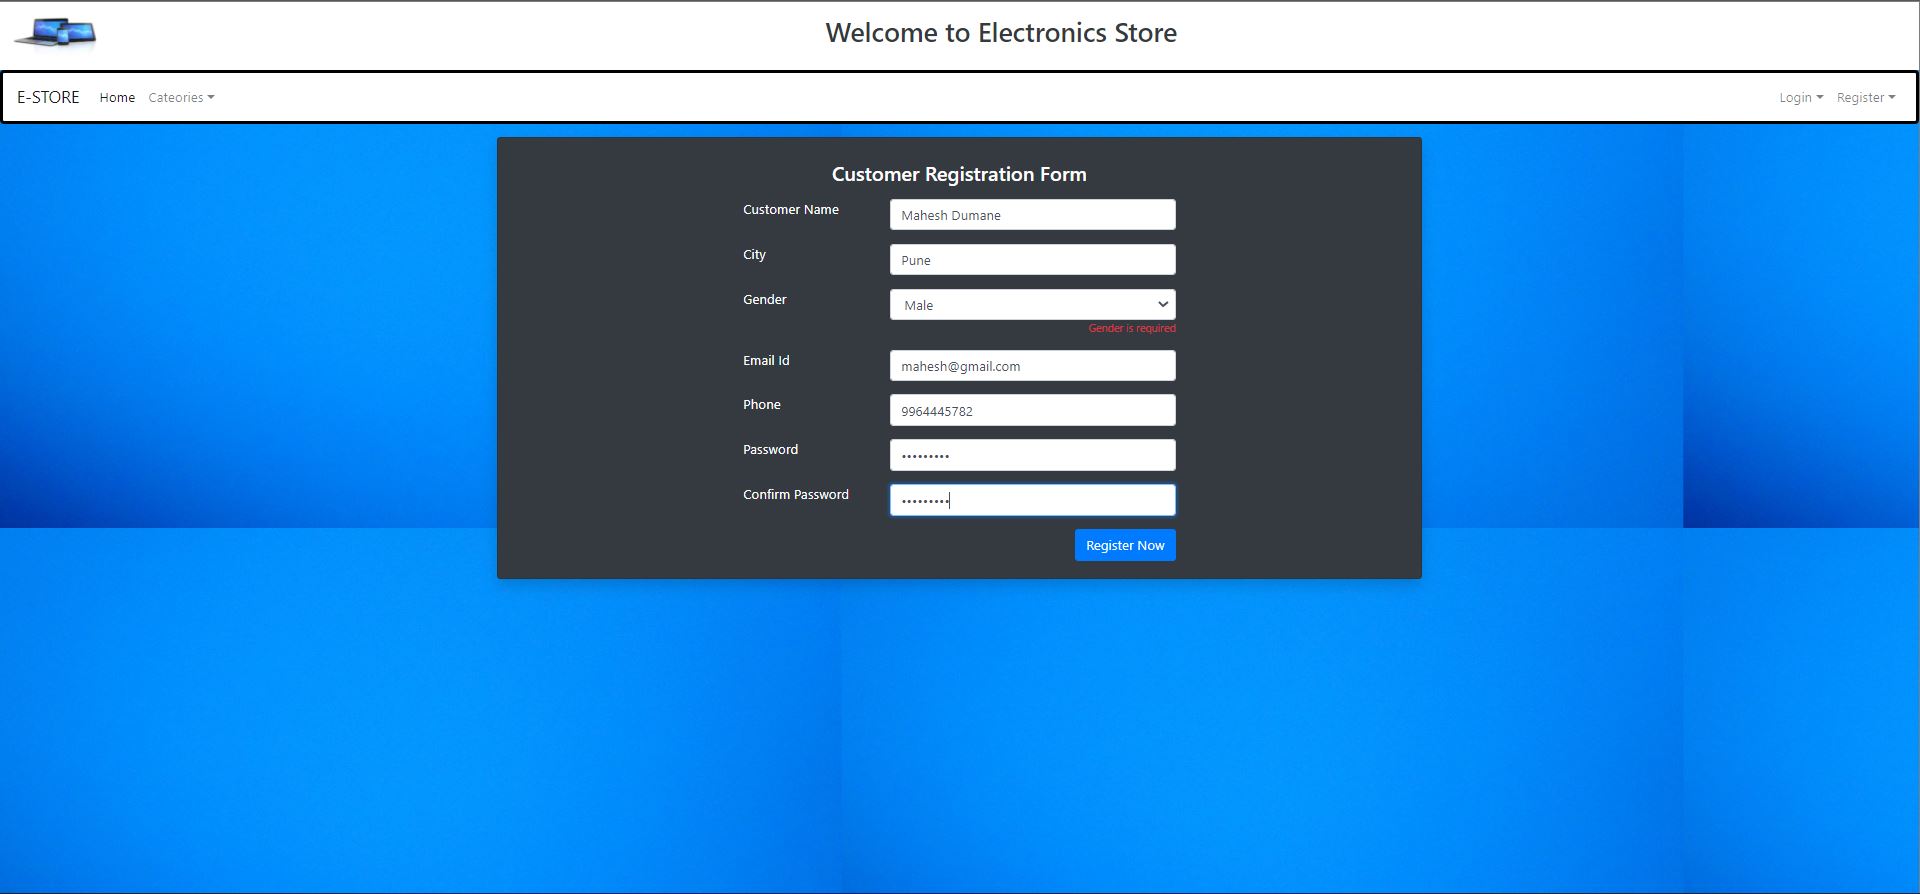 Welcome to Electronics Store
E-STORE Home Cateories Login Register
Customer Registration Form
Customer Name Mahesh Dumane
City Pune
Gender Male
Gender is required
Email Id mahesh@gmail.com
Phone 9964445782
Password •••••••••
Confirm Password •••••••••
Register Now